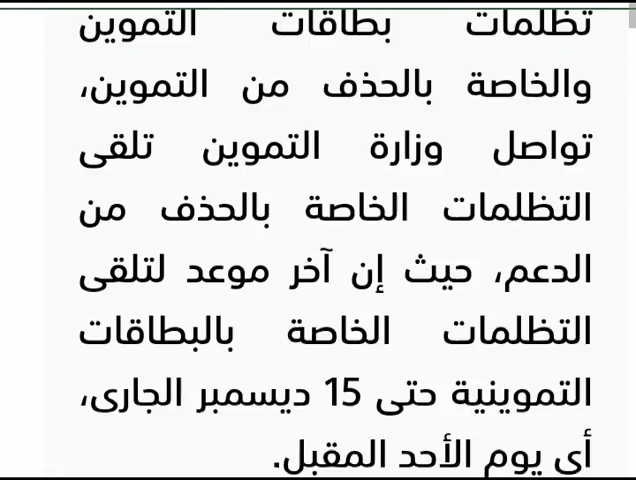 تظلمات بطاقات التموين
والخاصة بالحذف من التموين،
تواصل وزارة التموين تلقى
التظلمات الخاصة بالحذف من
الدعم، حيث إن آخر موعد لتلقى
التظلمات الخاصة بالبطاقات
التموينية حتى 15 ديسمبر الجارى،
أى يوم الأحد المقبل.